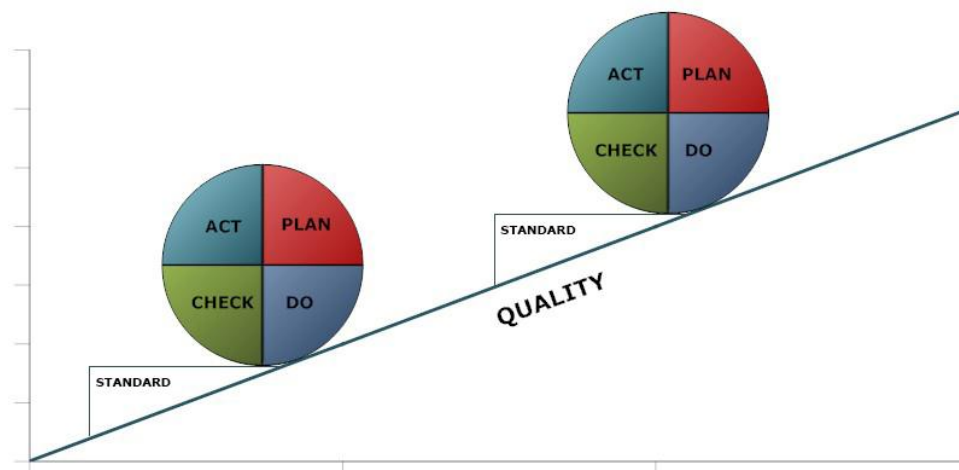 ACT PLAN
CHECK DO
STANDARD
ACT PLAN
CHECK DO
STANDARD
QUALITY